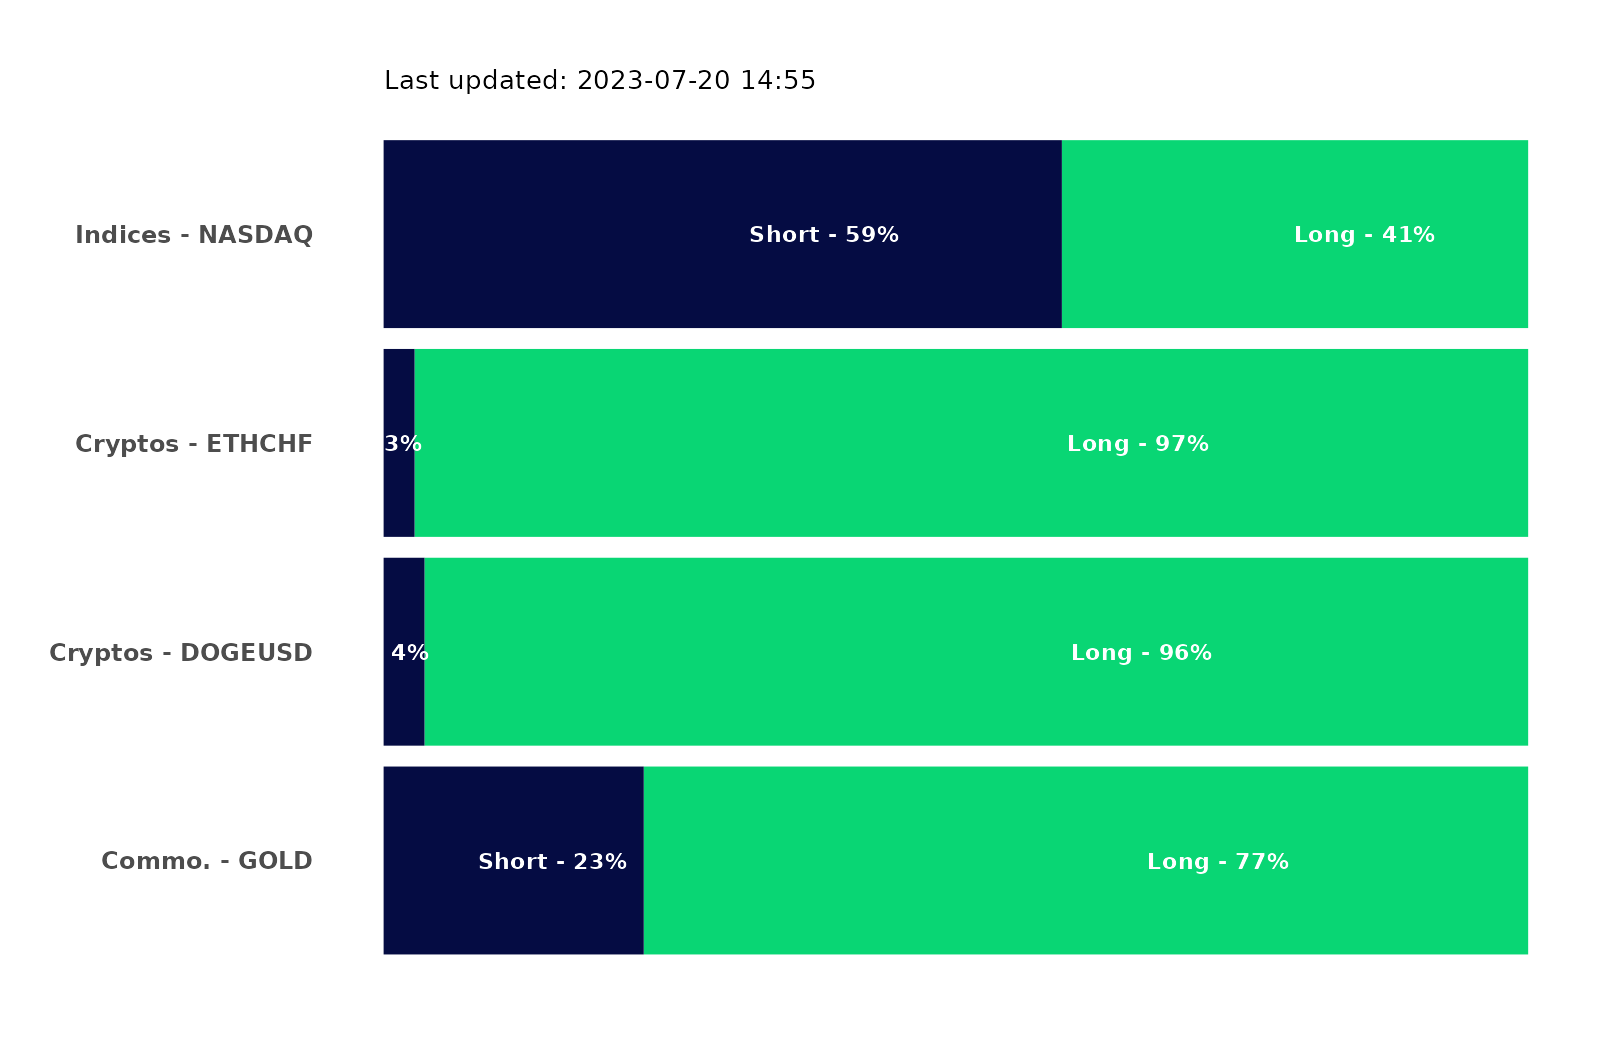 Last updated: 2023-07-20 14:55
Indices - NASDAQ Short - 59% Long - 41%
Cryptos - ETHCHF 3% Long - 97%
Cryptos - DOGEUSD 4% Long - 96%
Commo. - GOLD Short - 23% Long - 77%